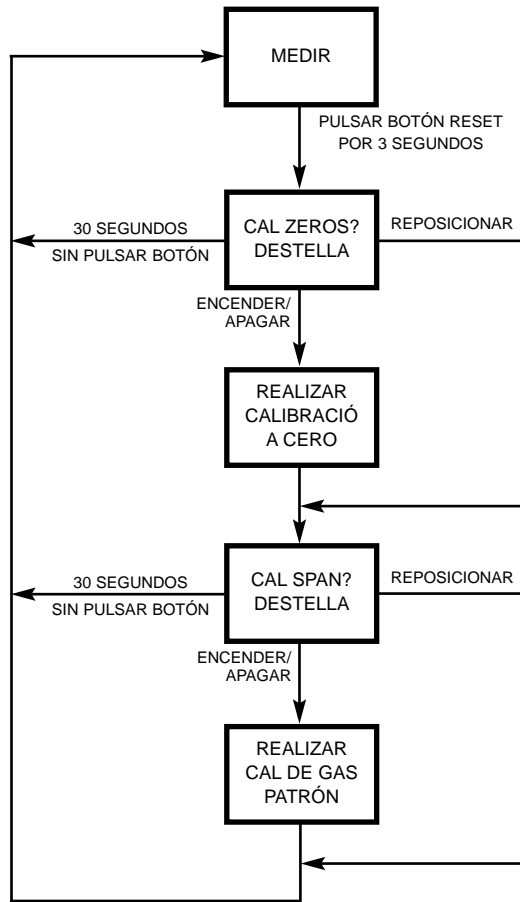 MEDIR
PULSAR BOTÓN RESET
POR 3 SEGUNDOS
30 SEGUNDOS
SIN PULSAR BOTÓN
CAL ZEROS?
DESTELLA
REPOSICIONAR
ENCENDER/
APAGAR
REALIZAR
CALIBRACIÓ
A CERO
30 SEGUNDOS
SIN PULSAR BOTÓN
CAL SPAN?
DESTELLA
REPOSICIONAR
ENCENDER/
APAGAR
REALIZAR
CAL DE GAS
PATRÓN